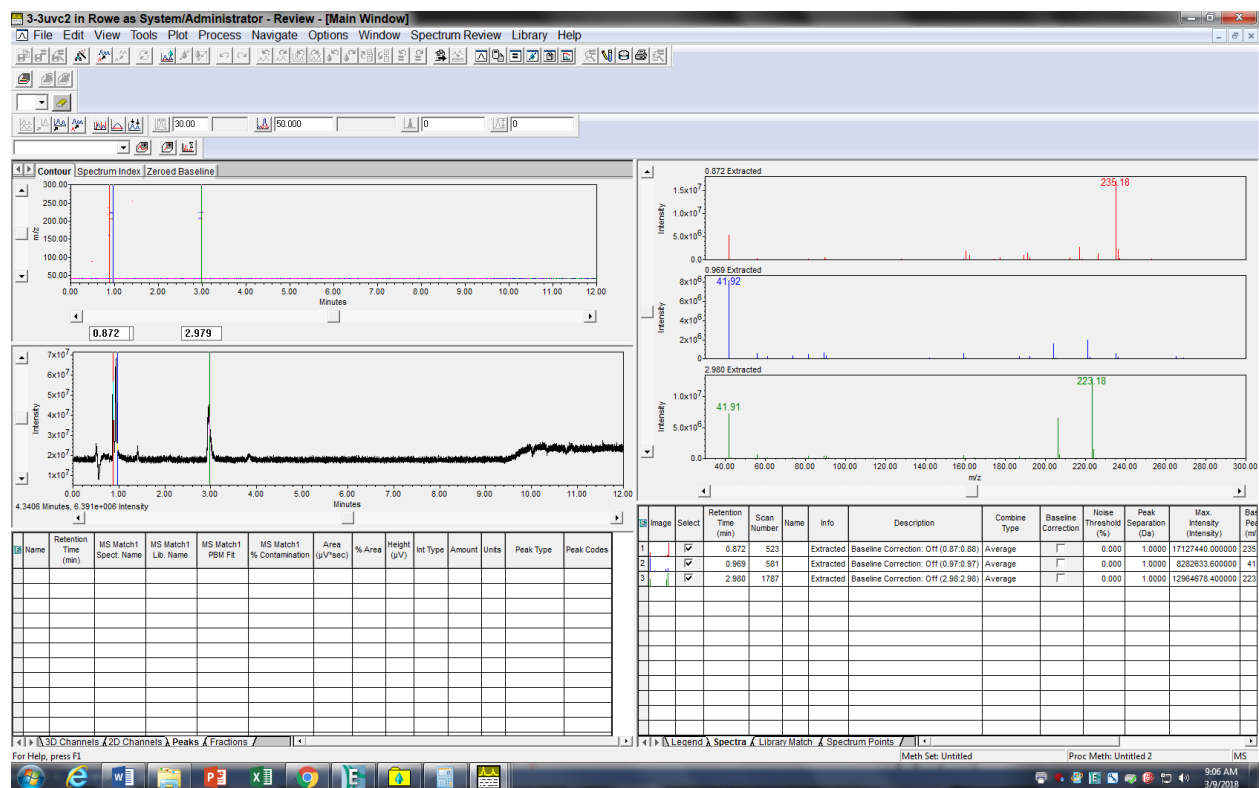 3-3uvc2 in Rowe as System/Administrator - Review - [Main Window]
File Edit View Tools Plot Process Navigate Options Window Spectrum Review Library Help
30.00 50.000 0 0
Contour Spectrum Index Zeroed Baseline
300.00
250.00
200.00
150.00
100.00
50.00
m/z
0.00 1.00 2.00 3.00 4.00 5.00 6.00 7.00 8.00 9.00 10.00 11.00 12.00
Minutes
0.872 2.979
7x10^7
6x10^7
5x10^7
4x10^7
3x10^7
2x10^7
1x10^7
Intensity
0.00 1.00 2.00 3.00 4.00 5.00 6.00 7.00 8.00 9.00 10.00 11.00 12.00
4.3406 Minutes, 6.391e+006 Intensity
Minutes
Name Retention Time (min) MS Match1 Spect. Name MS Match1 Lib. Name MS Match1 PBM Fit MS Match1 % Contamination Area (µV*sec) % Area Height (µV) Int Type Amount Units Peak Type Peak Codes
3D Channels 2D Channels Peaks Fractions
0.872 Extracted
235.18
1.5x10^7
1.0x10^7
5.0x10^6
0.0
Intensity
0.969 Extracted
41.92
8x10^6
6x10^6
4x10^6
2x10^6
0
Intensity
2.980 Extracted
223.18
41.91
1.0x10^7
5.0x10^6
0.0
Intensity
40.00 60.00 80.00 100.00 120.00 140.00 160.00 180.00 200.00 220.00 240.00 260.00 280.00 300.00
m/z
Image Select Retention Time (min) Scan Number Name Info Description Combine Type Baseline Correction Noise Threshold (%) Peak Separation (Da) Max. Intensity (Intensity) Bas Pea (m/
1 0.872 523 Extracted Baseline Correction: Off (0.87:0.88) Average 0.000 1.0000 17127440.000000 235
2 0.969 581 Extracted Baseline Correction: Off (0.97:0.97) Average 0.000 1.0000 8282633.600000 41
3 2.980 1787 Extracted Baseline Correction: Off (2.98:2.98) Average 0.000 1.0000 12964678.400000 223
Legend Spectra Library Match Spectrum Points
For Help, press F1
Meth Set: Untitled Proc Meth: Untitled 2 MS
9:06 AM
3/9/2018